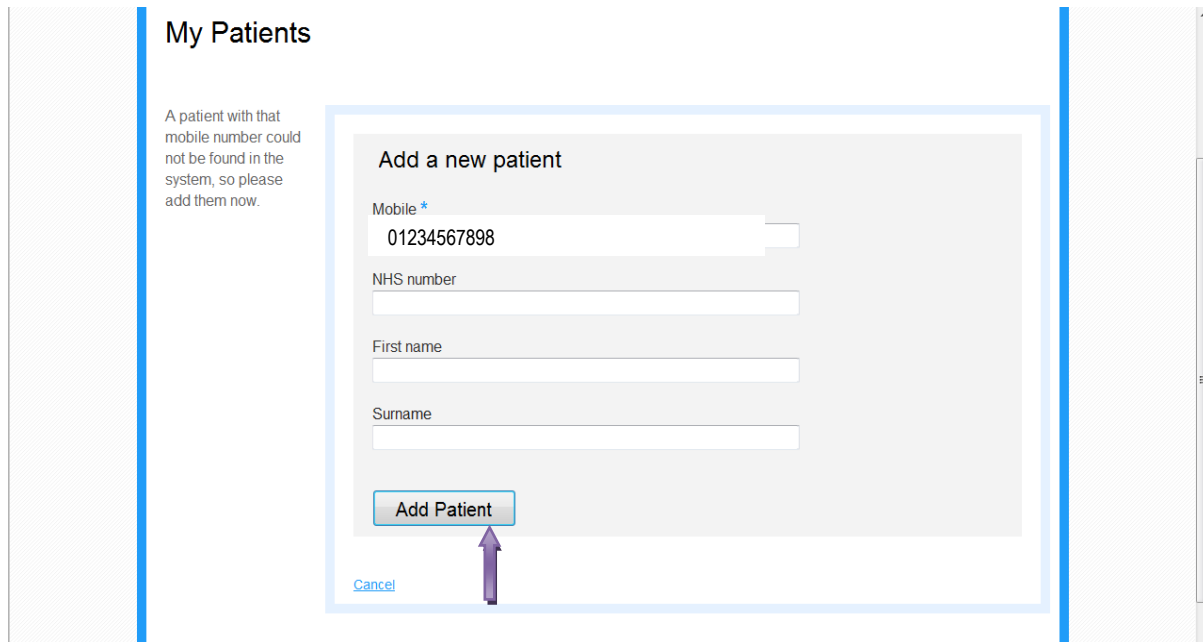 My Patients
A patient with that
mobile number could
not be found in the
system, so please
add them now.
Add a new patient
Mobile *
01234567898
NHS number
First name
Surname
Add Patient
Cancel